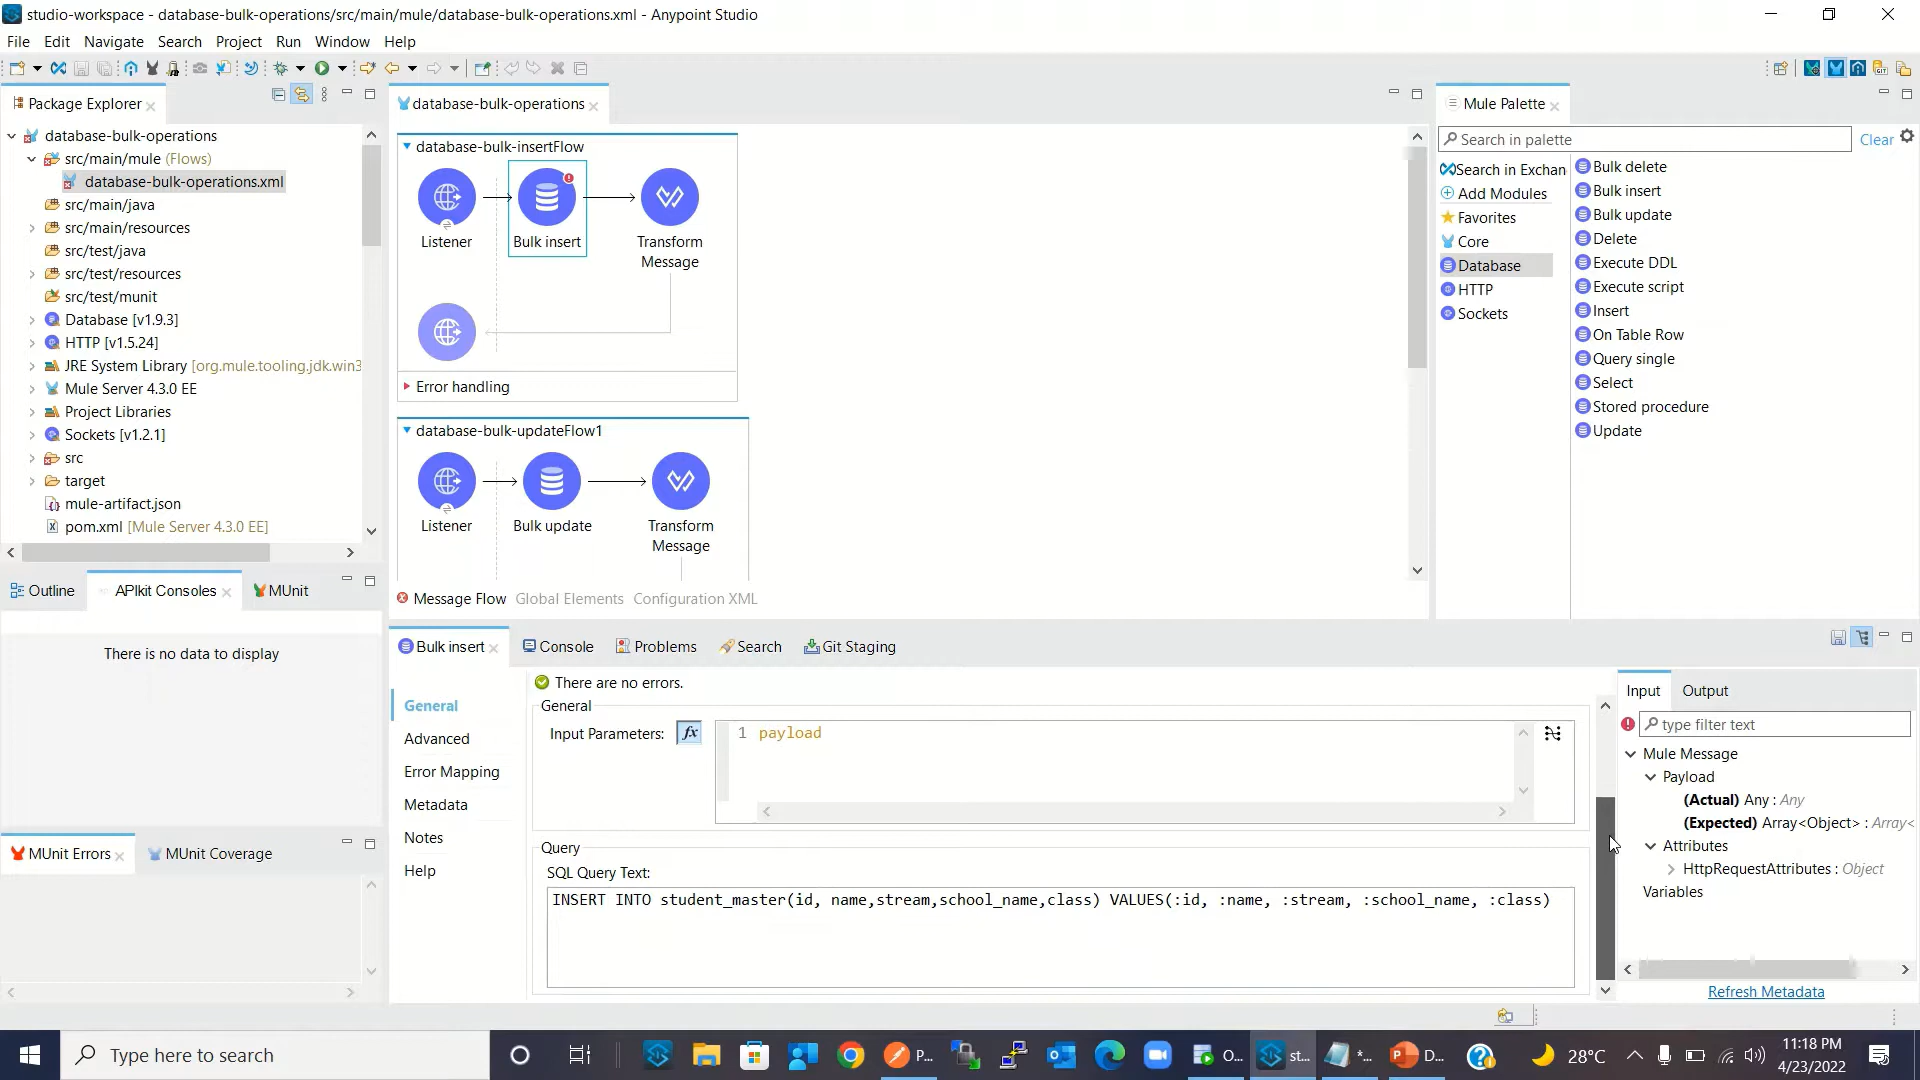 studio-workspace - database-bulk-operations/src/main/mule/database-bulk-operations.xml - Anypoint Studio
File Edit Navigate Search Project Run Window Help
Package Explorer
database-bulk-operations
src/main/mule (Flows)
database-bulk-operations.xml
src/main/java
src/main/resources
src/test/java
src/test/resources
src/test/munit
Database [v1.9.3]
HTTP [v1.5.24]
JRE System Library [org.mule.tooling.jdk.win3
Mule Server 4.3.0 EE
Project Libraries
Sockets [v1.2.1]
src
target
mule-artifact.json
pom.xml [Mule Server 4.3.0 EE]
Outline
APIkit Consoles
MUnit
There is no data to display
MUnit Errors
MUnit Coverage
database-bulk-operations
database-bulk-insertFlow
Listener
Bulk insert
Transform
Message
Error handling
database-bulk-updateFlow1
Listener
Bulk update
Transform
Message
Message Flow Global Elements Configuration XML
Mule Palette
Search in palette
Clear
Search in Exchan
Add Modules
Favorites
Core
Database
HTTP
Sockets
Bulk delete
Bulk insert
Bulk update
Delete
Execute DDL
Execute script
Insert
On Table Row
Query single
Select
Stored procedure
Update
Bulk insert
Console
Problems
Search
Git Staging
General
Advanced
Error Mapping
Metadata
Notes
Help
There are no errors.
General
Input Parameters: fx
1 payload
Query
SQL Query Text:
INSERT INTO student_master(id, name,stream,school_name,class) VALUES(:id, :name, :stream, :school_name, :class)
Input Output
type filter text
Mule Message
Payload
(Actual) Any : Any
(Expected) Array<Object> : Array<
Attributes
HttpRequestAttributes : Object
Variables
Refresh Metadata
Type here to search
P...
O...
st...
*...
D...
28°C
11:18 PM
4/23/2022